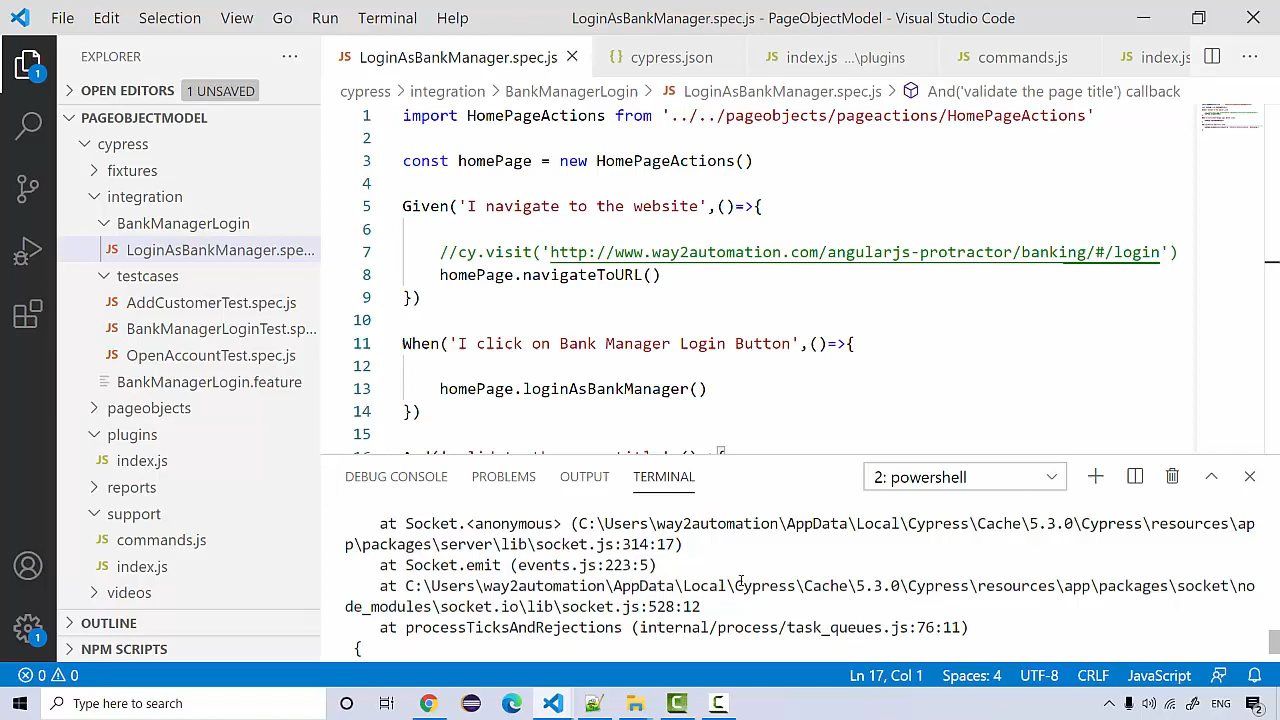 File Edit Selection View Go Run Terminal Help LoginAsBankManager.spec.js - PageObjectModel - Visual Studio Code
EXPLORER
LoginAsBankManager.spec.js cypress.json index.js ...\plugins commands.js index.js
OPEN EDITORS 1 UNSAVED
cypress integration BankManagerLogin LoginAsBankManager.spec.js And('validate the page title') callback
PAGEOBJECTMODEL
cypress
fixtures
integration
BankManagerLogin
LoginAsBankManager.spe...
testcases
AddCustomerTest.spec.js
BankManagerLoginTest.sp...
OpenAccountTest.spec.js
BankManagerLogin.feature
pageobjects
plugins
index.js
reports
support
commands.js
index.js
videos
OUTLINE
NPM SCRIPTS
1 import HomePageActions from '../../pageobjects/pageactions/HomePageActions'
2
3 const homePage = new HomePageActions()
4
5 Given('I navigate to the website',()=>{
6
7 //cy.visit('http://www.way2automation.com/angularjs-protractor/banking/#/login')
8 homePage.navigateToURL()
9 })
10
11 When('I click on Bank Manager Login Button',()=>{
12
13 homePage.loginAsBankManager()
14 })
15
DEBUG CONSOLE PROBLEMS OUTPUT TERMINAL 2: powershell
at Socket.<anonymous> (C:\Users\way2automation\AppData\Local\Cypress\Cache\5.3.0\Cypress\resources\ap
p\packages\server\lib\socket.js:314:17)
at Socket.emit (events.js:223:5)
at C:\Users\way2automation\AppData\Local\Cypress\Cache\5.3.0\Cypress\resources\app\packages\socket\no
de_modules\socket.io\lib\socket.js:528:12
at processTicksAndRejections (internal/process/task_queues.js:76:11)
{
0 0 Ln 17, Col 1 Spaces: 4 UTF-8 CRLF JavaScript
Type here to search ENG